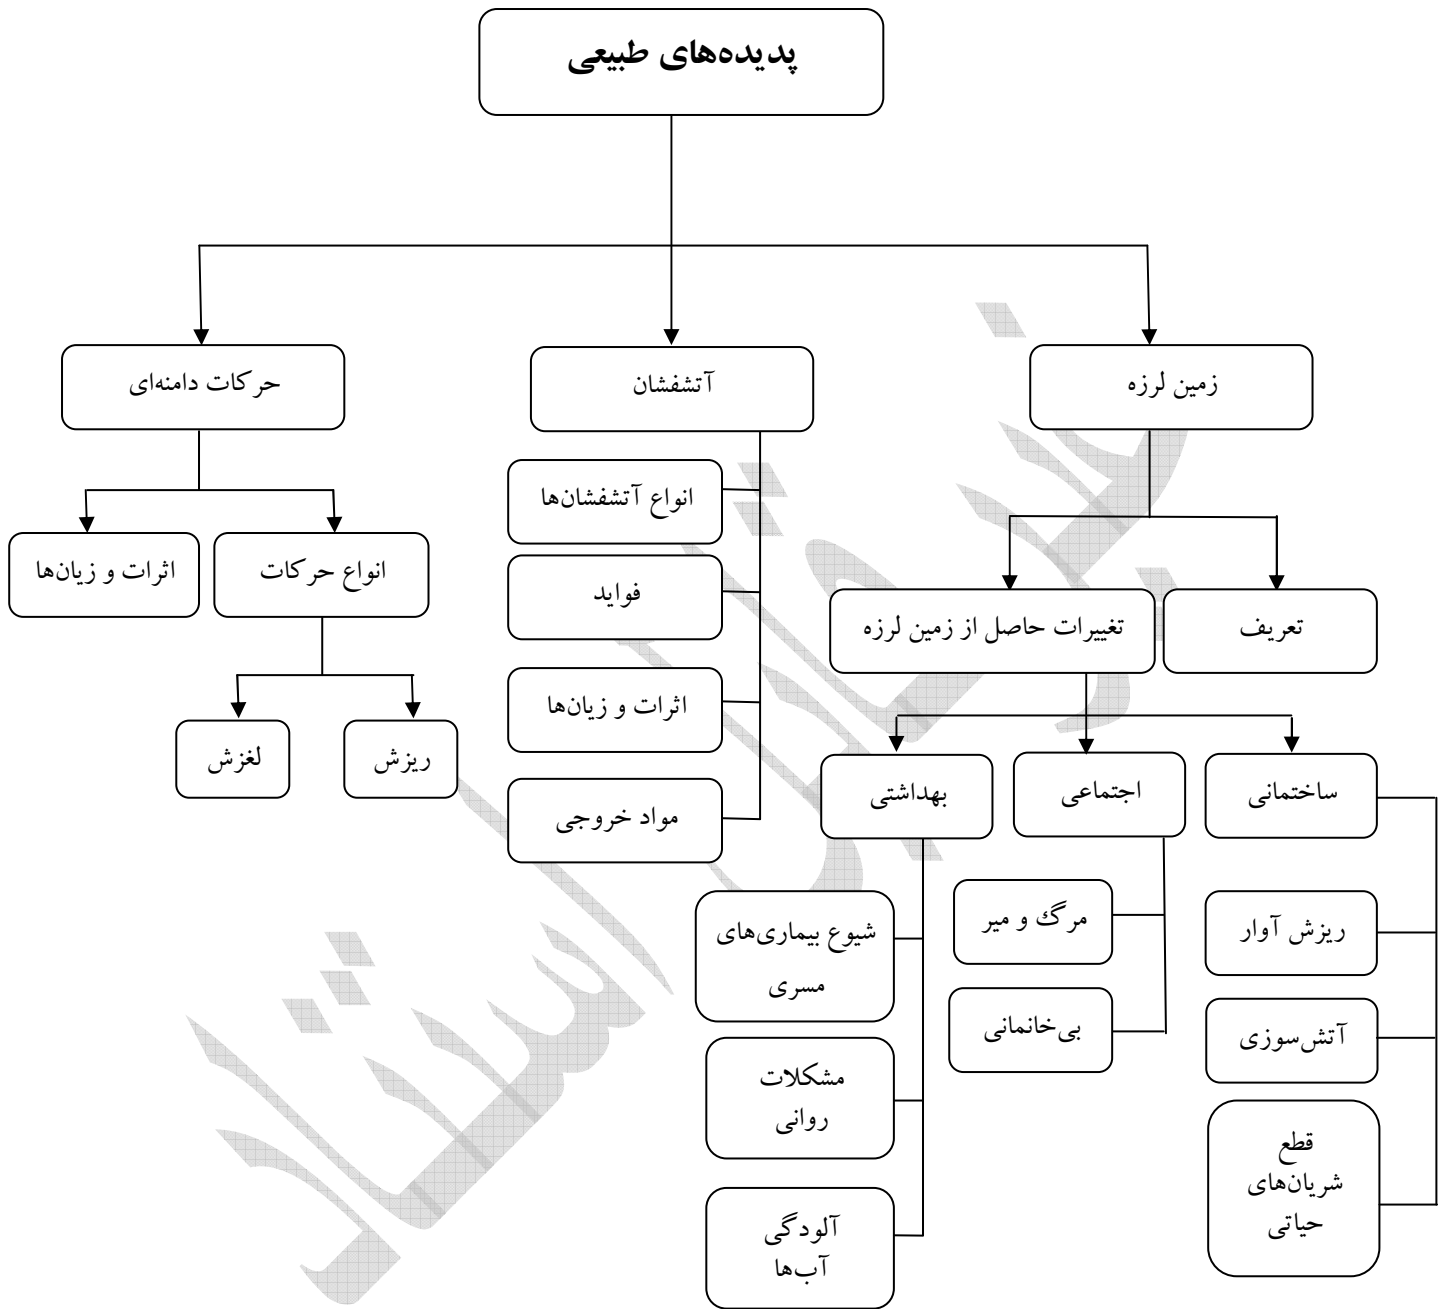 پدیده‌های طبیعی
زمین لرزه
آتشفشان
حرکات دامنه‌ای
تعریف
تغییرات حاصل از زمین لرزه
ساختمانی
ریزش آوار
آتش‌سوزی
قطع
شریان‌های
حیاتی
اجتماعی
مرگ و میر
بی‌خانمانی
بهداشتی
شیوع بیماری‌های
مسری
مشکلات
روانی
آلودگی
آب‌ها
انواع آتشفشان‌ها
فواید
اثرات و زیان‌ها
مواد خروجی
انواع حرکات
اثرات و زیان‌ها
ریزش
لغزش